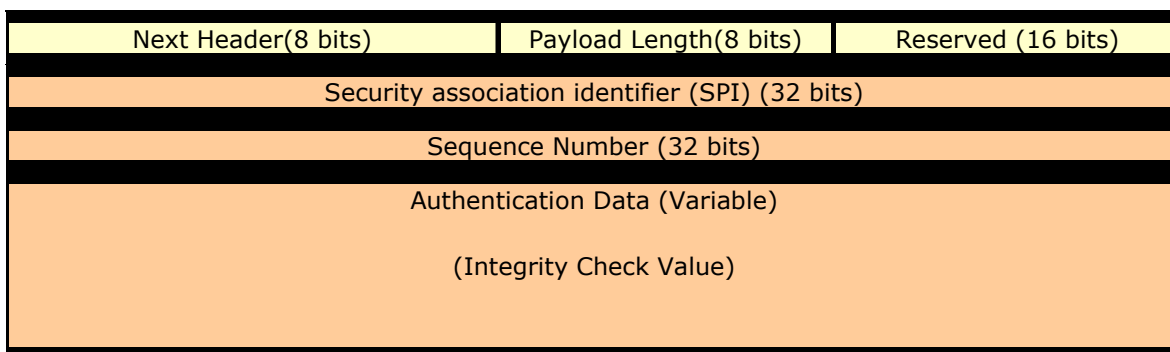 Next Header(8 bits) Payload Length(8 bits) Reserved (16 bits)
Security association identifier (SPI) (32 bits)
Sequence Number (32 bits)
Authentication Data (Variable)
(Integrity Check Value)